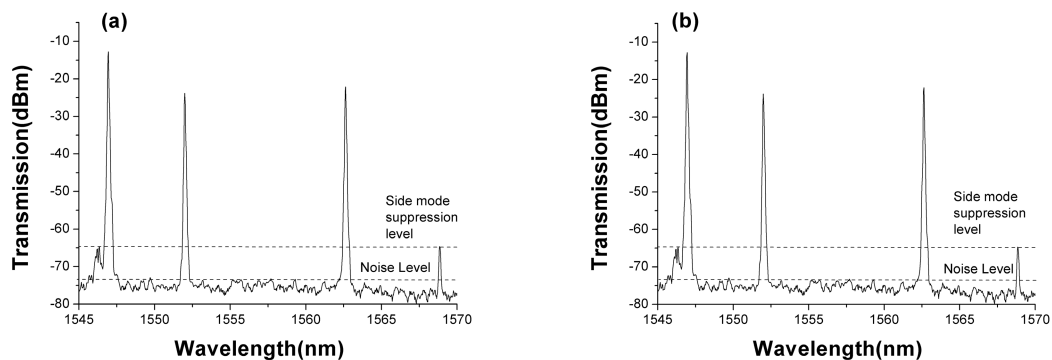 (a)
Transmission(dBm)
-10
-20
-30
-40
-50
-60
-70
-80
Side mode
suppression
level
Noise Level
1545
1550
1555
1560
1565
1570
Wavelength(nm)
(b)
Transmission(dBm)
-10
-20
-30
-40
-50
-60
-70
-80
Side mode
suppression
level
Noise Level
1545
1550
1555
1560
1565
1570
Wavelength(nm)